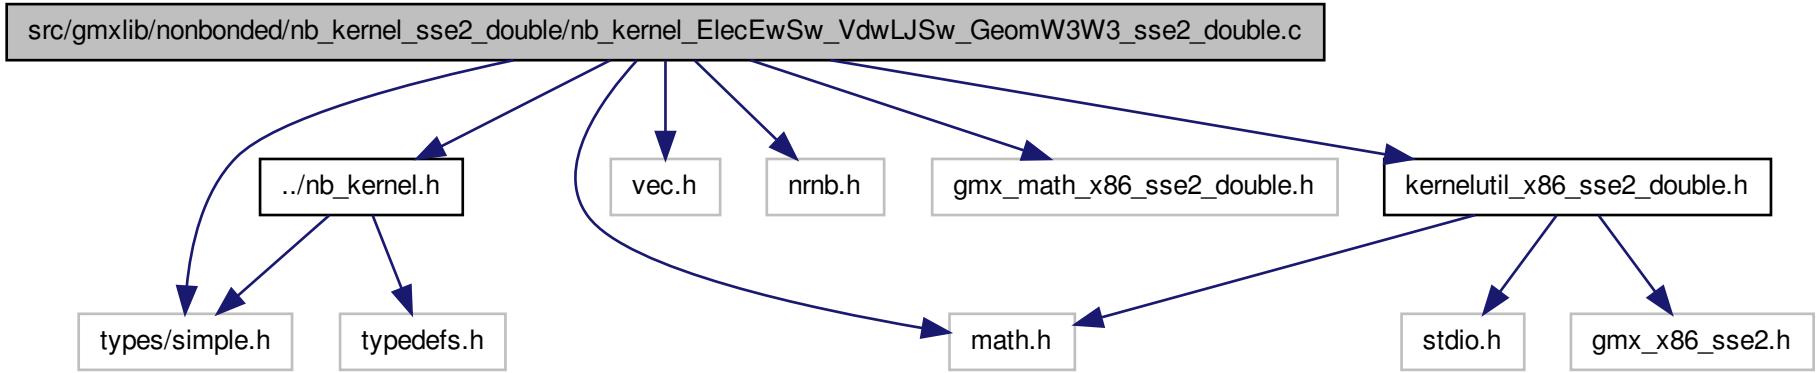 src/gmxlib/nonbonded/nb_kernel_sse2_double/nb_kernel_ElecEwSw_VdwLJSw_GeomW3W3_sse2_double.c
../nb_kernel.h
vec.h
nrnb.h
gmx_math_x86_sse2_double.h
kernelutil_x86_sse2_double.h
types/simple.h
typedefs.h
math.h
stdio.h
gmx_x86_sse2.h